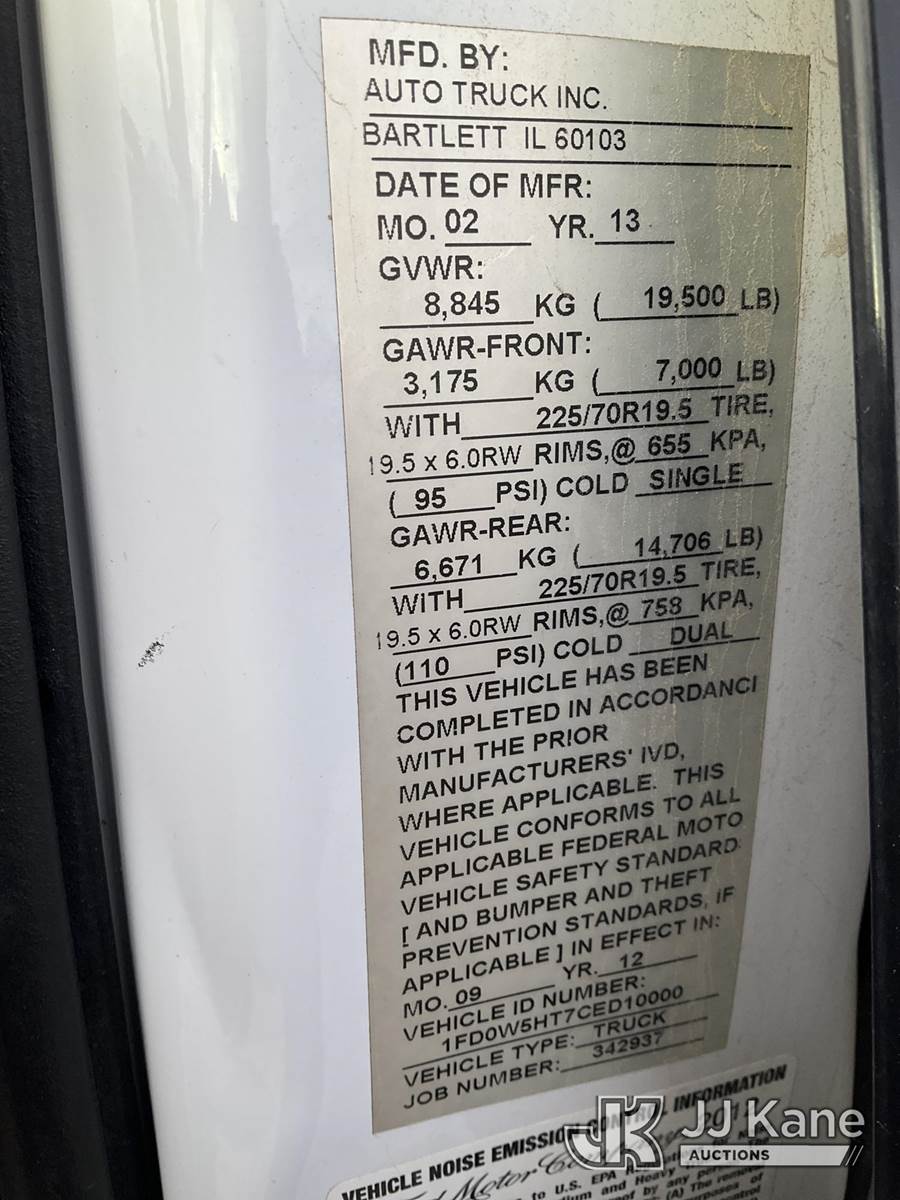 MFD. BY:
AUTO TRUCK INC.
BARTLETT IL 60103
DATE OF MFR:
MO. 02 YR. 13
GVWR:
8,845 KG ( 19,500 LB)
GAWR-FRONT:
3,175 KG ( 7,000 LB)
WITH 225/70R19.5 TIRE,
19.5 x 6.0RW RIMS,@ 655 KPA,
( 95 PSI) COLD SINGLE
GAWR-REAR:
6,671 KG ( 14,706 LB)
WITH 225/70R19.5 TIRE,
19.5 x 6.0RW RIMS,@ 758 KPA,
(110 PSI) COLD DUAL
THIS VEHICLE HAS BEEN
COMPLETED IN ACCORDANCI
WITH THE PRIOR
MANUFACTURERS' IVD,
WHERE APPLICABLE. THIS
VEHICLE CONFORMS TO ALL
APPLICABLE FEDERAL MOTO
VEHICLE SAFETY STANDARD
[ AND BUMPER AND THEFT
PREVENTION STANDARDS, IF
APPLICABLE ] IN EFFECT IN:
MO. 09 YR. 12
VEHICLE ID NUMBER:
1FD0W5HT7CED10000
VEHICLE TYPE: TRUCK
JOB NUMBER: 342937
VEHICLE NOISE EMISSION CONTROL INFORMATION
Motor
to U.S. EPA
and Heavy
JJ Kane
AUCTIONS